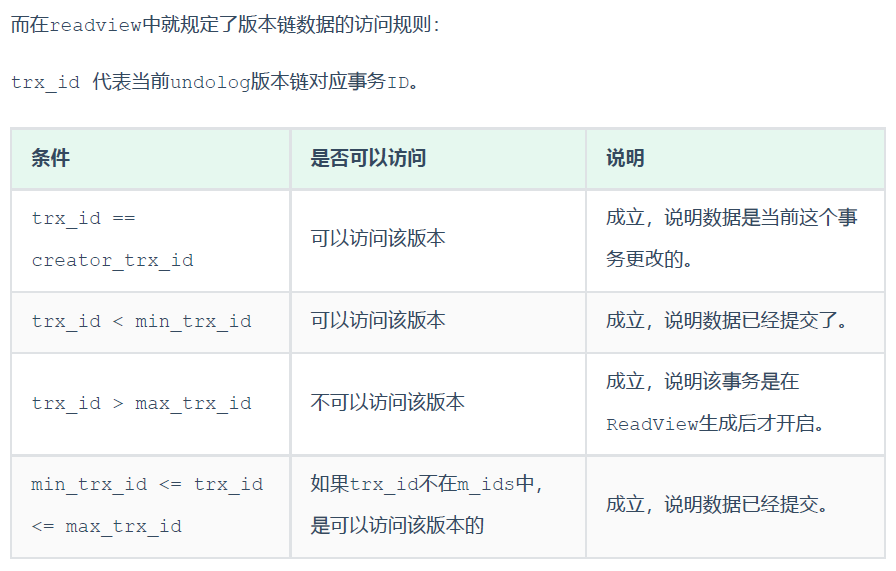 而在readview中就规定了版本链数据的访问规则：
trx_id 代表当前undolog版本链对应事务ID。
条件
是否可以访问
说明
trx_id ==
creator_trx_id
可以访问该版本
成立，说明数据是当前这个事
务更改的。
trx_id < min_trx_id
可以访问该版本
成立，说明数据已经提交了。
trx_id > max_trx_id
不可以访问该版本
成立，说明该事务是在
ReadView生成后才开启。
min_trx_id <= trx_id
<= max_trx_id
如果trx_id不在m_ids中，
是可以访问该版本的
成立，说明数据已经提交。